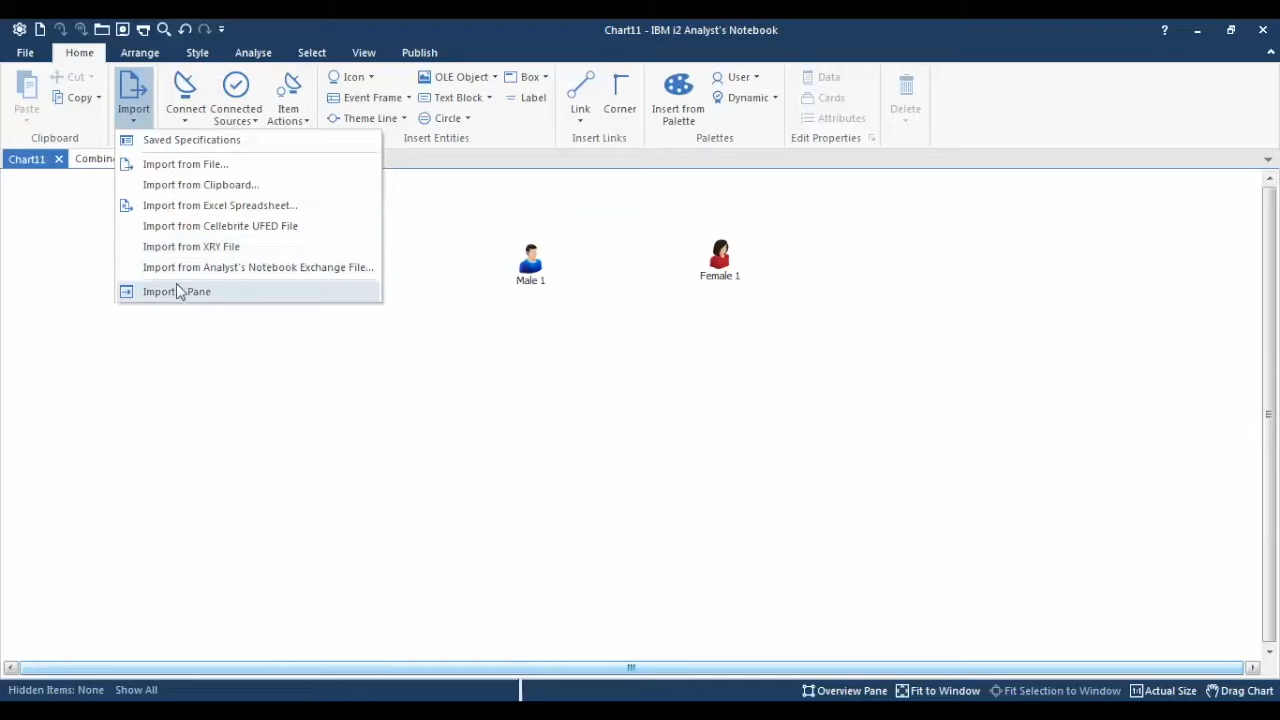 Chart11 - IBM i2 Analyst's Notebook
?
File Home Arrange Style Analyse Select View Publish
Paste
Cut
Copy
Clipboard
Import
Connect
Connected Sources
Item Actions
Icon
Event Frame
Theme Line
OLE Object
Text Block
Circle
Box
Label
Insert Entities
Link
Corner
Insert Links
Insert from Palette
User
Dynamic
Palettes
Data
Cards
Attributes
Edit Properties
Delete
Chart11
Saved Specifications
Import from File...
Import from Clipboard...
Import from Excel Spreadsheet...
Import from Cellebrite UFED File
Import from XRY File
Import from Analyst's Notebook Exchange File...
Import Pane
Male 1
Female 1
Hidden Items: None Show All
Overview Pane Fit to Window Fit Selection to Window 1:1 Actual Size Drag Chart